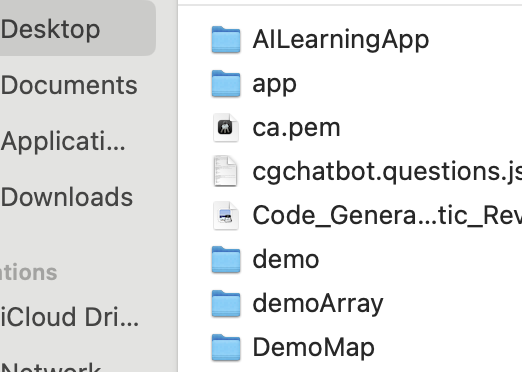 Desktop
Documents
Applicati...
Downloads
ations
iCloud Dri...
Network
AILearningApp
app
ca.pem
cgchatbot.questions.js
Code_Genera...tic_Rev
demo
demoArray
DemoMap